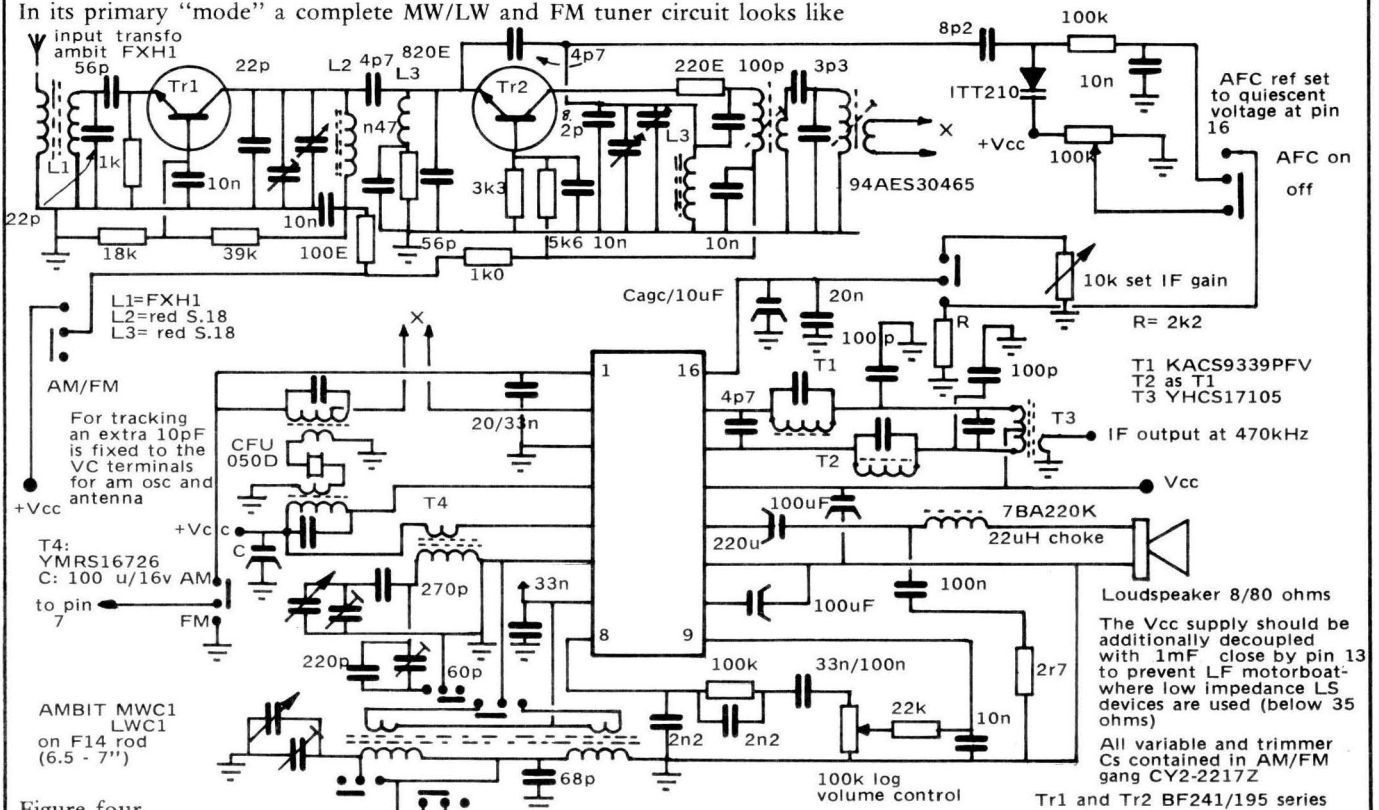 In its primary “mode” a complete MW/LW and FM tuner circuit looks like
input transfo
ambit FXH1
56p
Tr1
22p
L2
4p7
820E
L3
4p7
Tr2
220E
100p
3p3
8p2
100k
10n
ITT210
+Vcc
100k
AFC ref set
to quiescent
voltage at pin
16
AFC on
off
L1
1k
10n
n47
8.
2p
L3
×
94AES30465
22p
18k
39k
10n
100E
56p
3k3
5k6
10n
10n
1k0
L1=FXH1
L2=red S.18
L3= red S.18
AM/FM
×
Cagc/10uF
20n
10k set IF gain
R
R= 2k2
100p
100p
1
16
T1
4p7
T2
T3
T1 KACS9339PFV
T2 as T1
T3 YHCS17105
IF output at 470kHz
For tracking
an extra 10pF
is fixed to the
VC terminals
for am osc and
antenna
CFU
050D
20/33n
+Vcc
+Vc c
C
T4
Vcc
100uF
220u
7BA220K
22uH choke
T4:
YMRS16726
C: 100 u/16v AM
to pin
7
FM
270p
33n
100uF
100n
Loudspeaker 8/80 ohms
8
9
220p
60p
100k
33n/100n
2r7
The Vcc supply should be
additionally decoupled
with 1mF close by pin 13
to prevent LF motorboat-
where low impedance LS
devices are used (below 35
ohms)
AMBIT MWC1
LWC1
on F14 rod
(6.5 - 7”)
68p
2n2
2n2
22k
10n
100k log
volume control
All variable and trimmer
Cs contained in AM/FM
gang CY2-2217Z
Tr1 and Tr2 BF241/195 series
Figure four